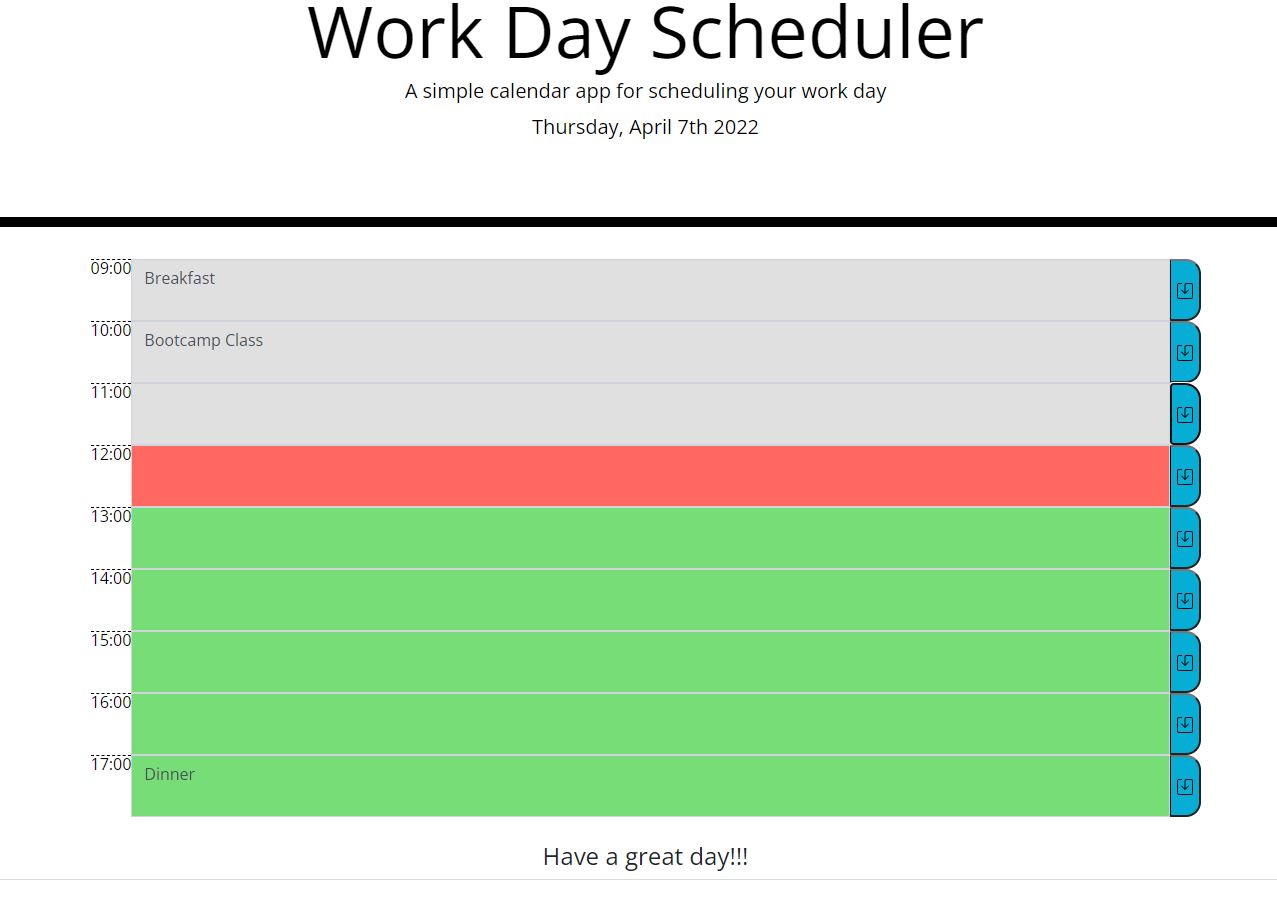 Work Day Scheduler
A simple calendar app for scheduling your work day
Thursday, April 7th 2022
09:00 Breakfast
10:00 Bootcamp Class
11:00
12:00
13:00
14:00
15:00
16:00
17:00 Dinner
Have a great day!!!